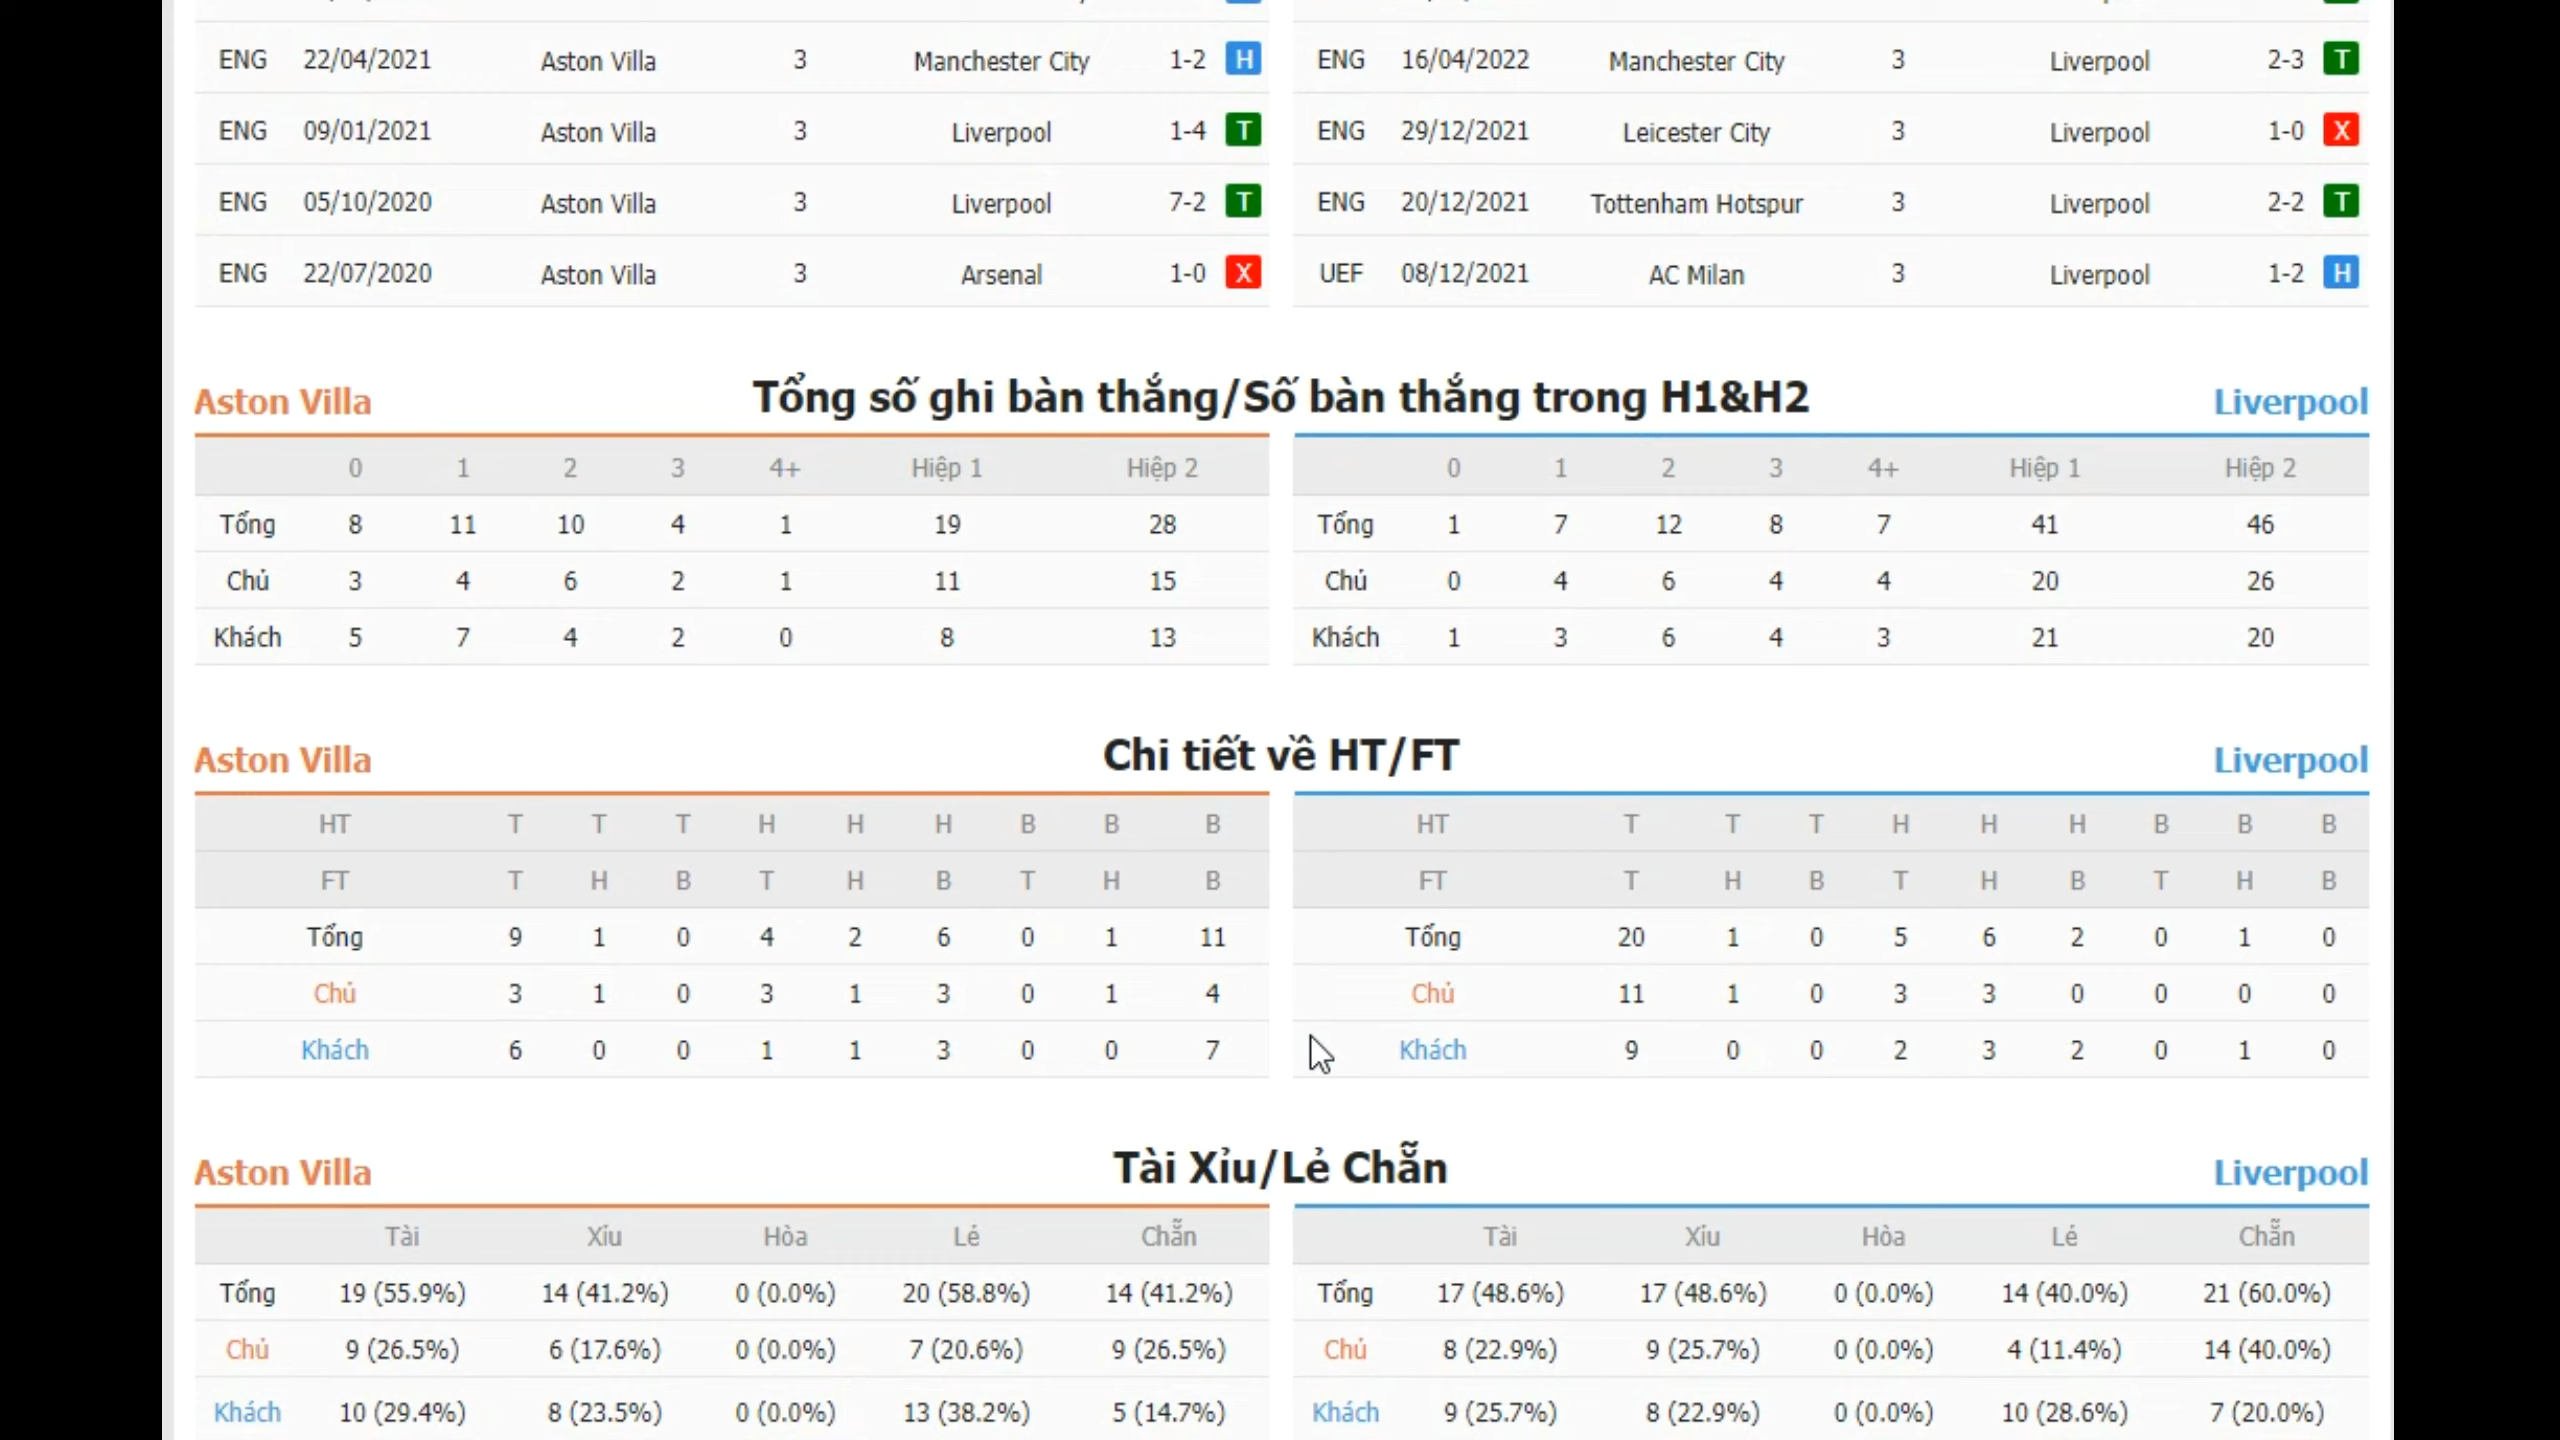 ENG 22/04/2021 Aston Villa 3 Manchester City 1-2 H
ENG 09/01/2021 Aston Villa 3 Liverpool 1-4 T
ENG 05/10/2020 Aston Villa 3 Liverpool 7-2 T
ENG 22/07/2020 Aston Villa 3 Arsenal 1-0 X
ENG 16/04/2022 Manchester City 3 Liverpool 2-3 T
ENG 29/12/2021 Leicester City 3 Liverpool 1-0 X
ENG 20/12/2021 Tottenham Hotspur 3 Liverpool 2-2 T
UEF 08/12/2021 AC Milan 3 Liverpool 1-2 H
Aston Villa Tổng số ghi bàn thắng/Số bàn thắng trong H1&H2 Liverpool
0 1 2 3 4+ Hiệp 1 Hiệp 2
Tổng 8 11 10 4 1 19 28
Chủ 3 4 6 2 1 11 15
Khách 5 7 4 2 0 8 13
0 1 2 3 4+ Hiệp 1 Hiệp 2
Tổng 1 7 12 8 7 41 46
Chủ 0 4 6 4 4 20 26
Khách 1 3 6 4 3 21 20
Aston Villa Chi tiết về HT/FT Liverpool
HT T T T H H H B B B
FT T H B T H B T H B
Tổng 9 1 0 4 2 6 0 1 11
Chủ 3 1 0 3 1 3 0 1 4
Khách 6 0 0 1 1 3 0 0 7
HT T T T H H H B B B
FT T H B T H B T H B
Tổng 20 1 0 5 6 2 0 1 0
Chủ 11 1 0 3 3 0 0 0 0
Khách 9 0 0 2 3 2 0 1 0
Aston Villa Tài Xỉu/Lẻ Chẵn Liverpool
Tài Xỉu Hòa Lẻ Chẵn
Tổng 19 (55.9%) 14 (41.2%) 0 (0.0%) 20 (58.8%) 14 (41.2%)
Chủ 9 (26.5%) 6 (17.6%) 0 (0.0%) 7 (20.6%) 9 (26.5%)
Khách 10 (29.4%) 8 (23.5%) 0 (0.0%) 13 (38.2%) 5 (14.7%)
Tài Xỉu Hòa Lẻ Chẵn
Tổng 17 (48.6%) 17 (48.6%) 0 (0.0%) 14 (40.0%) 21 (60.0%)
Chủ 8 (22.9%) 9 (25.7%) 0 (0.0%) 4 (11.4%) 14 (40.0%)
Khách 9 (25.7%) 8 (22.9%) 0 (0.0%) 10 (28.6%) 7 (20.0%)